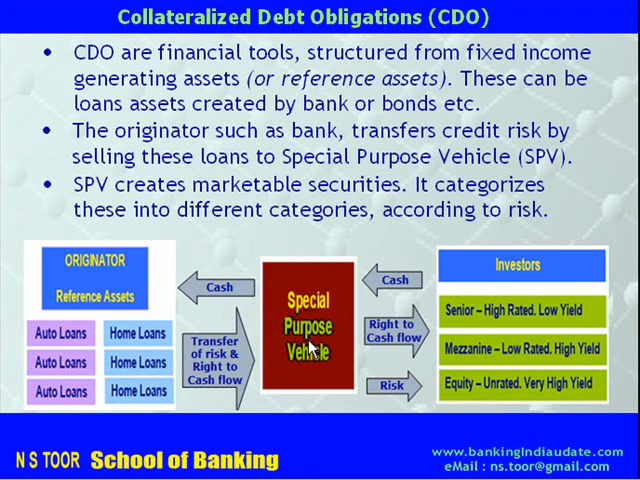 Collateralized Debt Obligations (CDO)
• CDO are financial tools, structured from fixed income
generating assets (or reference assets). These can be
loans assets created by bank or bonds etc.
• The originator such as bank, transfers credit risk by
selling these loans to Special Purpose Vehicle (SPV).
• SPV creates marketable securities. It categorizes
these into different categories, according to risk.
ORIGINATOR
Reference Assets
Auto Loans
Home Loans
Auto Loans
Home Loans
Auto Loans
Home Loans
Cash
Transfer
of risk &
Right to
Cash flow
Special
Purpose
Vehicle
Cash
Right to
Cash flow
Risk
Investors
Senior – High Rated. Low Yield
Mezzanine – Low Rated. High Yield
Equity – Unrated. Very High Yield
N S TOOR School of Banking
www.bankingIndiaudate.com
eMail : ns.toor@gmail.com